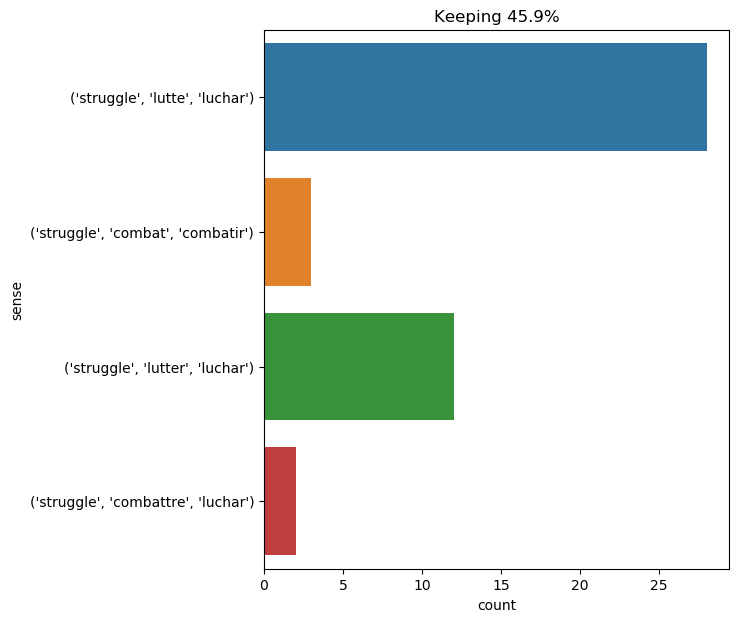 Keeping 45.9%
('struggle', 'lutte', 'luchar')
('struggle', 'combat', 'combatir')
('struggle', 'lutter', 'luchar')
('struggle', 'combattre', 'luchar')
sense
0 5 10 15 20 25
count